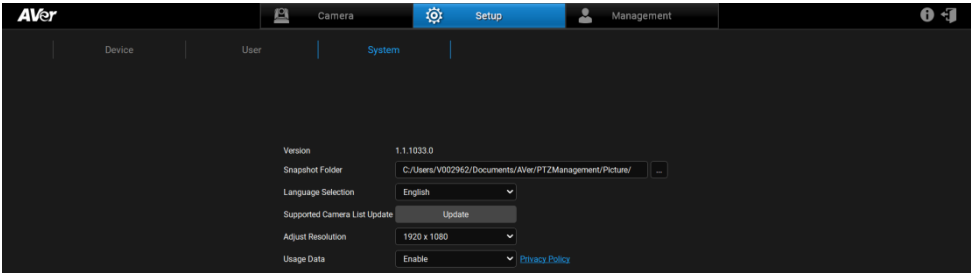 AVer Camera Setup Management
Device User System
Version 1.1.1033.0
Snapshot Folder C:/Users/V002962/Documents/AVer/PTZManagement/Picture/ ...
Language Selection English
Supported Camera List Update Update
Adjust Resolution 1920 x 1080
Usage Data Enable Privacy Policy